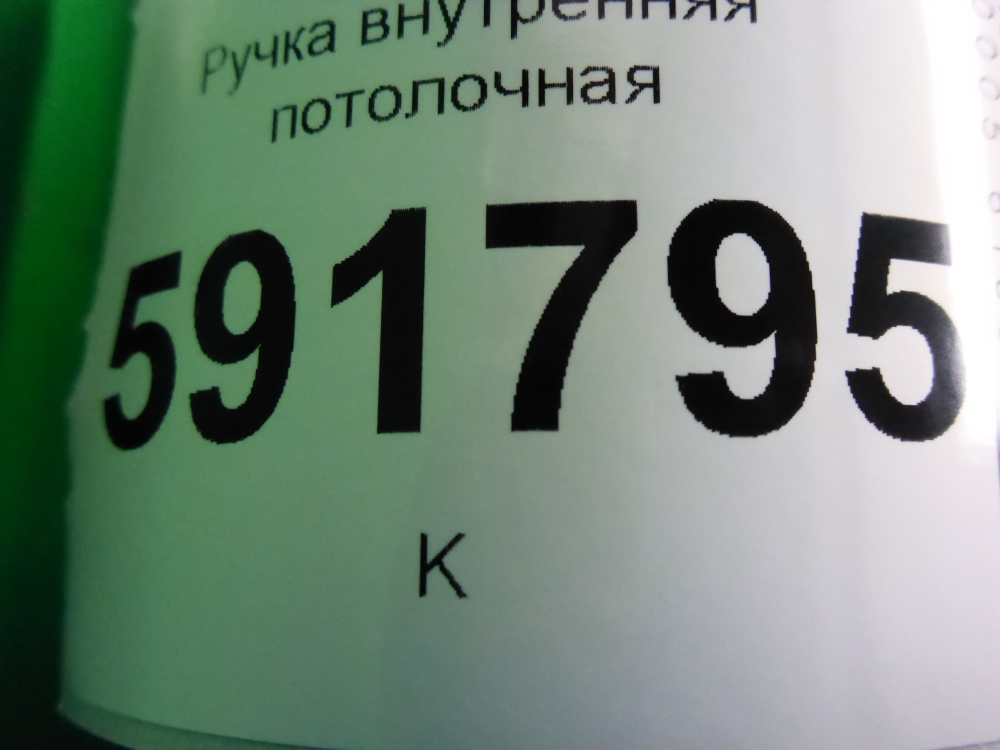 Ручка внутренняя
потолочная
591795
К